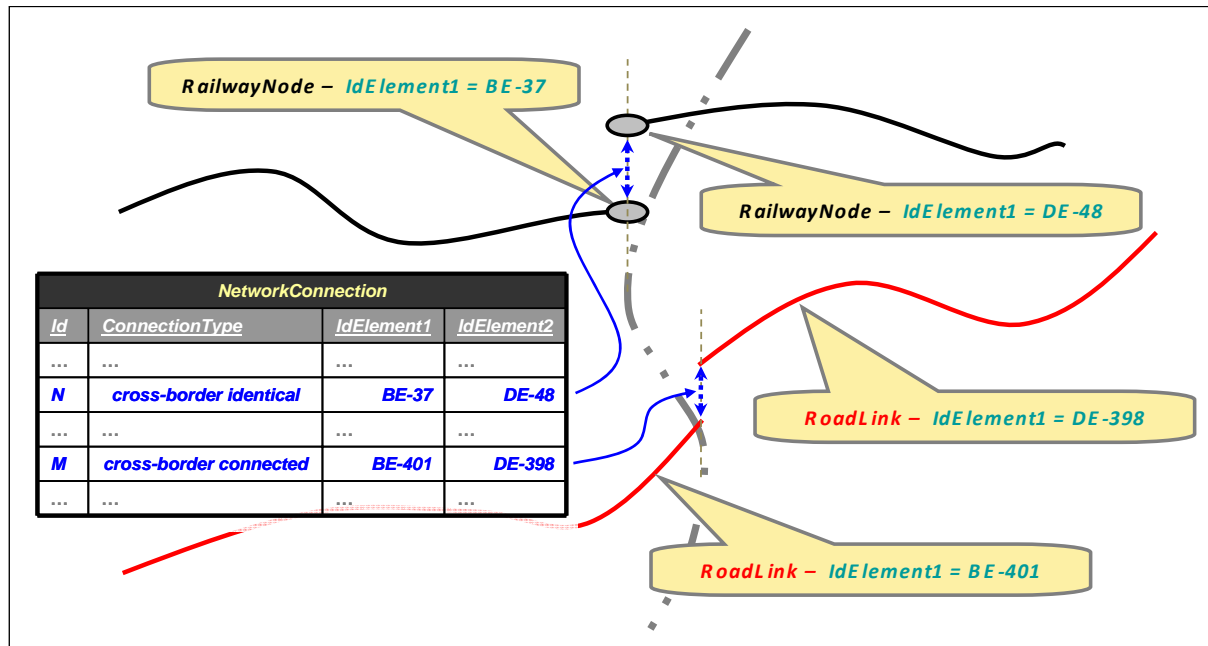 RailwayNode – IdElement1 = BE-37
RailwayNode – IdElement1 = DE-48
NetworkConnection
Id ConnectionType IdElement1 IdElement2
... ... ... ...
N cross-border identical BE-37 DE-48
... ... ... ...
M cross-border connected BE-401 DE-398
... ... ... ...
RoadLink – IdElement1 = DE-398
RoadLink – IdElement1 = BE-401